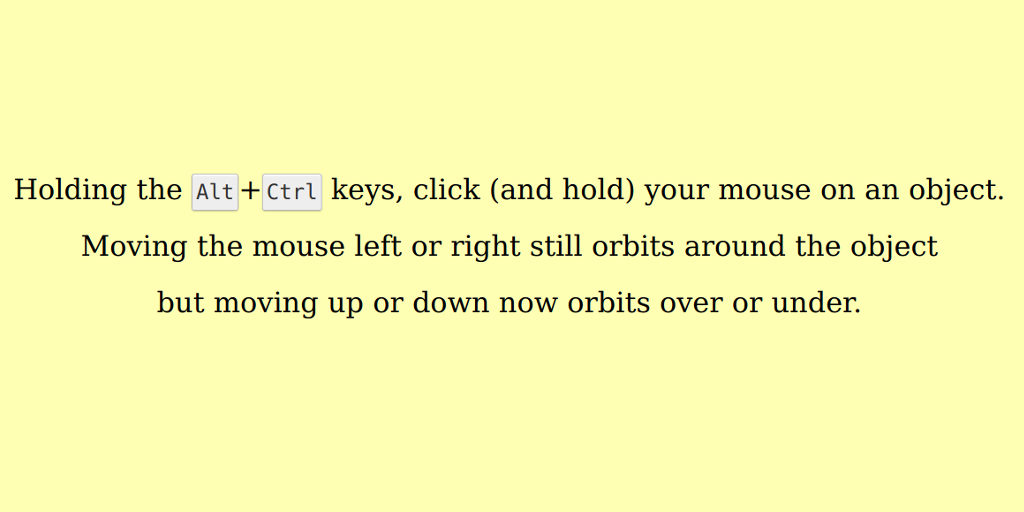 Holding the Alt+Ctrl keys, click (and hold) your mouse on an object.
Moving the mouse left or right still orbits around the object
but moving up or down now orbits over or under.